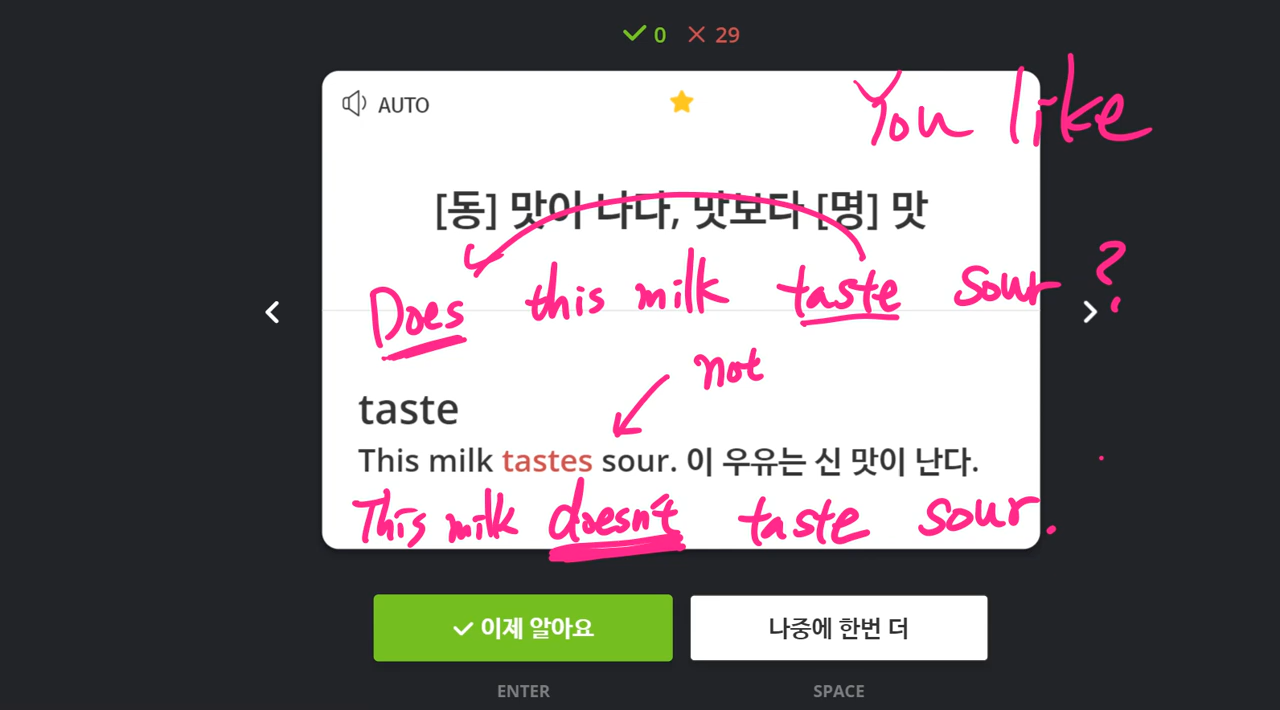 0 29
AUTO
You like
[동] 맛이 나다, 맛보다 [명] 맛
Does this milk taste sour ?
not
taste
This milk tastes sour. 이 우유는 신 맛이 난다.
This milk doesn't taste sour.
이제 알아요 나중에 한번 더
ENTER SPACE